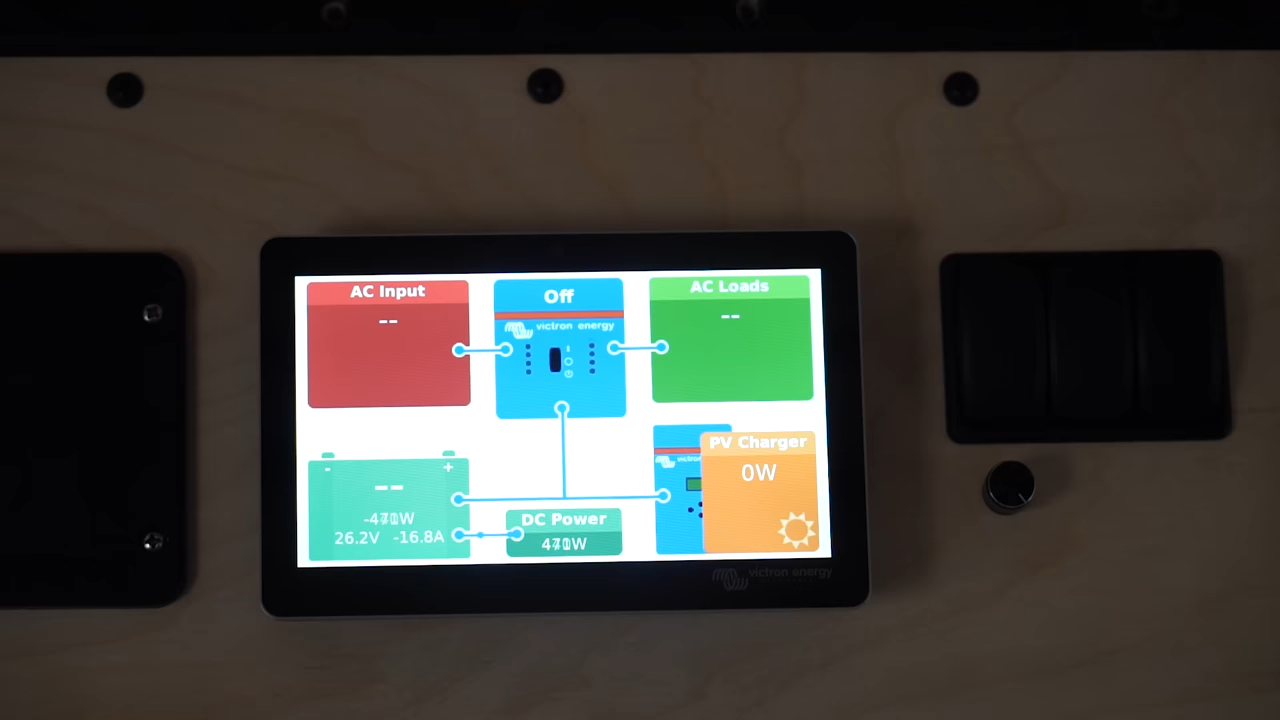 AC Input
--
Off
victron energy
AC Loads
--
- +
--
26.2V -16.8A
DC Power
PV Charger
0W
victron energy